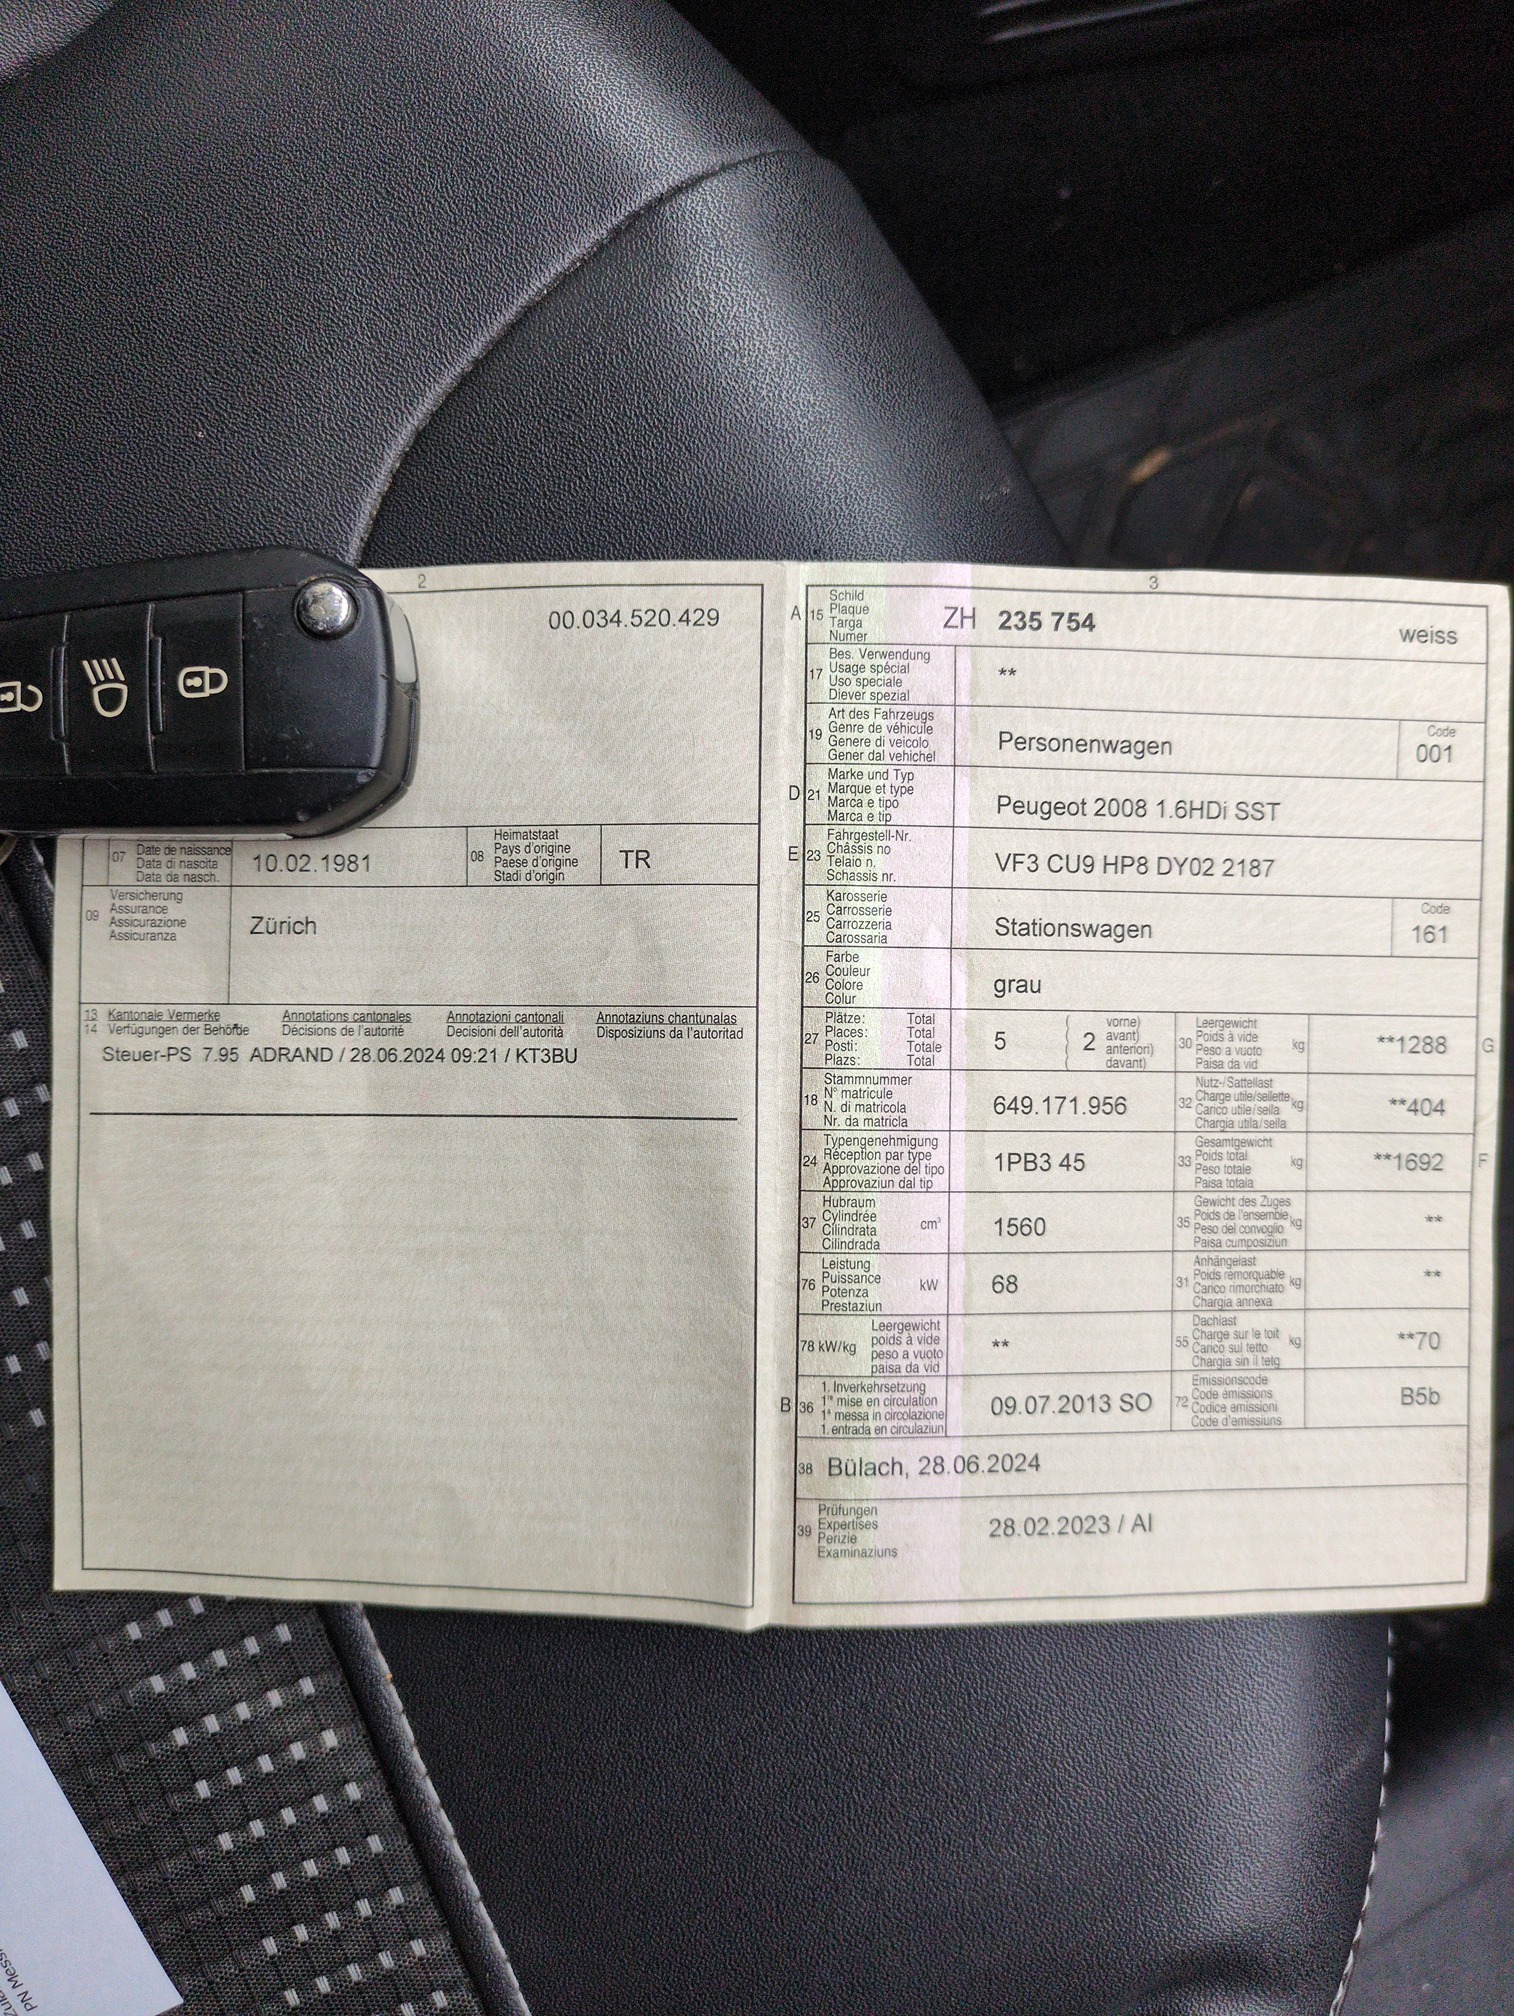 2
00.034.520.429
07
Date de naissance
Data di nascita
Data da nasch.
10.02.1981
08
Heimatstaat
Pays d'origine
Paese d'origine
Stadi d'origin
TR
09
Versicherung
Assurance
Assicurazione
Assicuranza
Zürich
13 Kantonale Vermerke Annotations cantonales Annotazioni cantonali Annotaziuns chantunalas
14 Verfügungen der Behörde Décisions de l'autorité Decisioni dell'autorità Disposiziuns da l'autoritad
Steuer-PS 7.95 ADRAND / 28.06.2024 09:21 / KT3BU
3
A 15
Schild
Plaque
Targa
Numer
ZH 235 754
weiss
17
Bes. Verwendung
Usage spécial
Uso speciale
Diever spezial
**
19
Art des Fahrzeugs
Genre de véhicule
Genere di veicolo
Gener dal vehichel
Personenwagen
Code
001
D 21
Marke und Typ
Marque et type
Marca e tipo
Marca e tip
Peugeot 2008 1.6HDi SST
E 23
Fahrgestell-Nr.
Châssis no
Telaio n.
Schassis nr.
VF3 CU9 HP8 DY02 2187
25
Karosserie
Carrosserie
Carrozzeria
Carossaria
Stationswagen
Code
161
26
Farbe
Couleur
Colore
Colur
grau
27
Plätze: Total
Places: Total
Posti: Totale
Plazs: Total
5
2
vorne)
avant)
anteriori)
davant)
30
Leergewicht
Poids à vide
Peso a vuoto
Paisa da vid
kg
**1288
G
18
Stammnummer
N° matricule
N. di matricola
Nr. da matricla
649.171.956
32
Nutz-/Sattellast
Charge utile/sellette
Carico utile/sella
Chargia utila/sella
kg
**404
24
Typengenehmigung
Réception par type
Approvazione del tipo
Approvaziun dal tip
1PB3 45
33
Gesamtgewicht
Poids total
Peso totale
Paisa totala
kg
**1692
F
37
Hubraum
Cylindrée
Cilindrata
Cilindrada
cm³
1560
35
Gewicht des Zuges
Poids de l'ensemble
Peso del convoglio
Paisa cumposiziun
kg
**
76
Leistung
Puissance
Potenza
Prestaziun
kW
68
31
Anhängelast
Poids remorquable
Carico rimorchiato
Chargia annexa
kg
**
78 kW/kg
Leergewicht
poids à vide
peso a vuoto
paisa da vid
**
55
Dachlast
Charge sur le toit
Carico sul tetto
Chargia sin il tetg
kg
**70
B 36
1. Inverkehrsetzung
1re mise en circulation
1a messa in circolazione
1. entrada en circulaziun
09.07.2013 SO
72
Emissionscode
Code émissions
Codice emissioni
Code d'emissiuns
B5b
38 Bülach, 28.06.2024
39
Prüfungen
Expertises
Perizie
Examinaziuns
28.02.2023 / AI